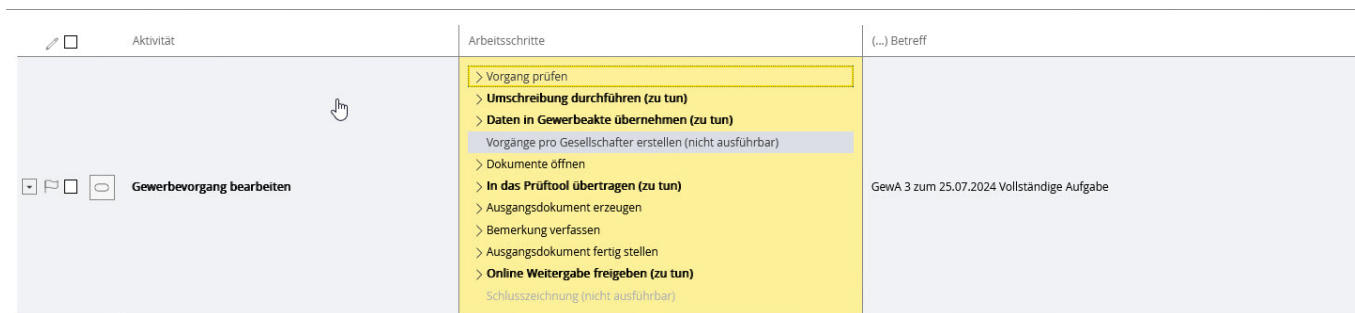 Aktivität
Arbeitsschritte
(...) Betreff
Vorgang prüfen
Umschreibung durchführen (zu tun)
Daten in Gewerbeakte übernehmen (zu tun)
Vorgänge pro Gesellschafter erstellen (nicht ausführbar)
Dokumente öffnen
Gewerbevorgang bearbeiten
In das Prüftool übertragen (zu tun)
GewA 3 zum 25.07.2024 Vollständige Aufgabe
Ausgangsdokument erzeugen
Bemerkung verfassen
Ausgangsdokument fertig stellen
Online Weitergabe freigeben (zu tun)
Schlusszeichnung (nicht ausführbar)